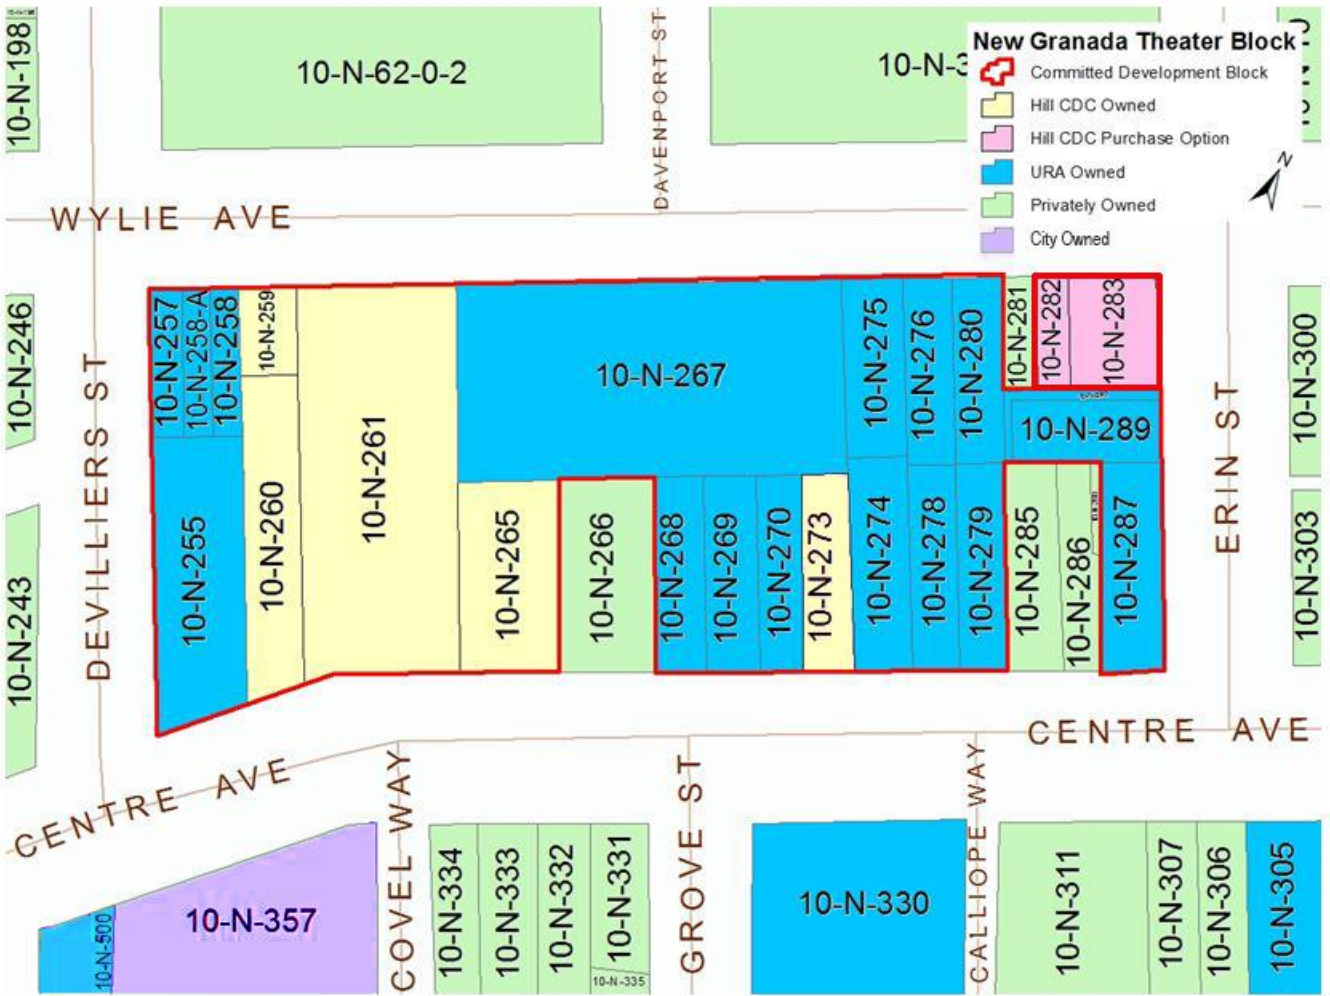 10-N-198
10-N-62-0-2
DAVENPORT ST
10-N-3
New Granada Theater Block
Committed Development Block
Hill CDC Owned
Hill CDC Purchase Option
URA Owned
Privately Owned
City Owned
N
WYLIE AVE
10-N-246
10-N-243
DEVILLIERS ST
10-N-257
10-N-258-A
10-N-258
10-N-259
10-N-255
10-N-260
10-N-261
10-N-265
10-N-266
10-N-267
10-N-268
10-N-269
10-N-270
10-N-273
10-N-275
10-N-276
10-N-280
10-N-274
10-N-278
10-N-279
10-N-281
10-N-282
10-N-283
10-N-289
10-N-285
10-N-286
10-N-287
ERIN ST
10-N-300
10-N-303
CENTRE AVE
CENTRE AVE
COVEL WAY
GROVE ST
CALLIOPE WAY
10-N-500
10-N-357
10-N-334
10-N-333
10-N-332
10-N-331
10-N-335
10-N-330
10-N-311
10-N-307
10-N-306
10-N-305